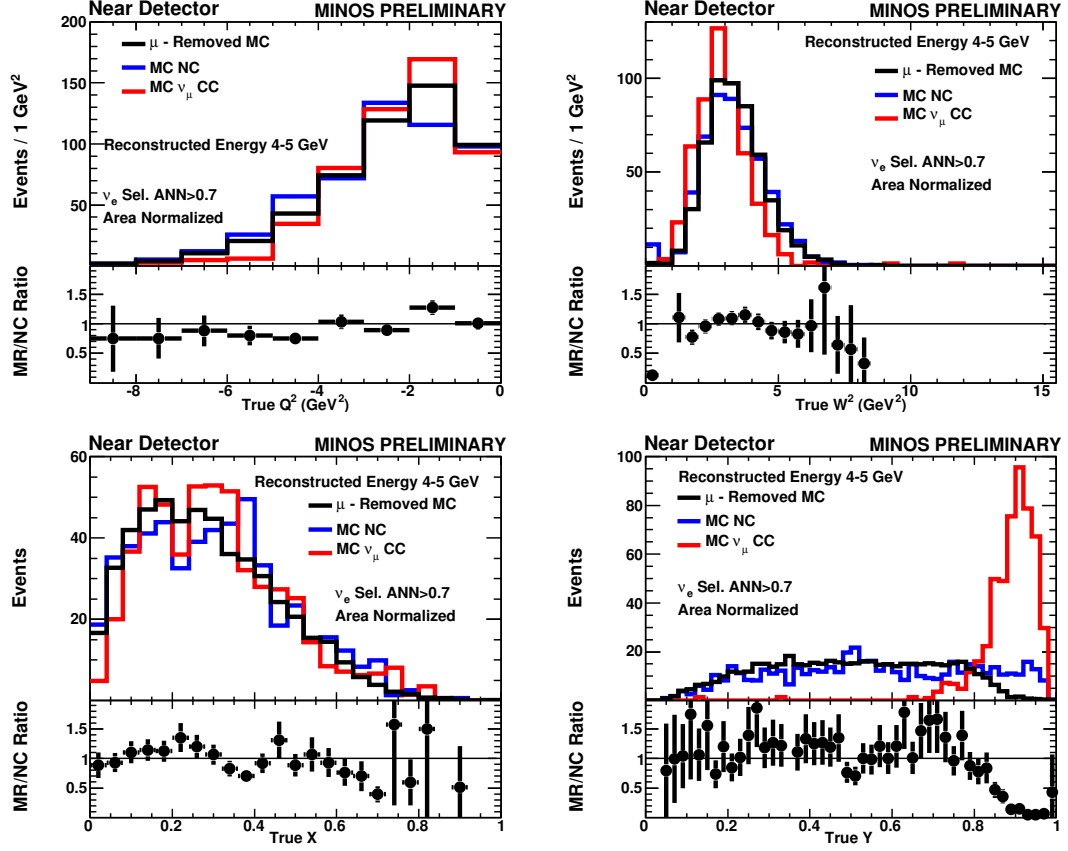 Near Detector MINOS PRELIMINARY
μ - Removed MC
MC NC
MC νμ CC
Reconstructed Energy 4-5 GeV
νe Sel. ANN>0.7
Area Normalized
Events / 1 GeV²
200
150
100
50
MR/NC Ratio
1.5
1
0.5
-8 -6 -4 -2 0
True Q² (GeV²)
Near Detector MINOS PRELIMINARY
Reconstructed Energy 4-5 GeV
μ - Removed MC
MC NC
MC νμ CC
νe Sel. ANN>0.7
Area Normalized
Events / 1 GeV²
100
50
MR/NC Ratio
1.5
1
0.5
0 5 10 15
True W² (GeV²)
Near Detector MINOS PRELIMINARY
Reconstructed Energy 4-5 GeV
μ - Removed MC
MC NC
MC νμ CC
νe Sel. ANN>0.7
Area Normalized
Events
60
40
20
MR/NC Ratio
1.5
1
0.5
0 0.2 0.4 0.6 0.8 1
True X
Near Detector MINOS PRELIMINARY
Reconstructed Energy 4-5 GeV
μ - Removed MC
MC NC
MC νμ CC
νe Sel. ANN>0.7
Area Normalized
Events
100
80
60
40
20
MR/NC Ratio
1.5
1
0.5
0 0.2 0.4 0.6 0.8 1
True Y